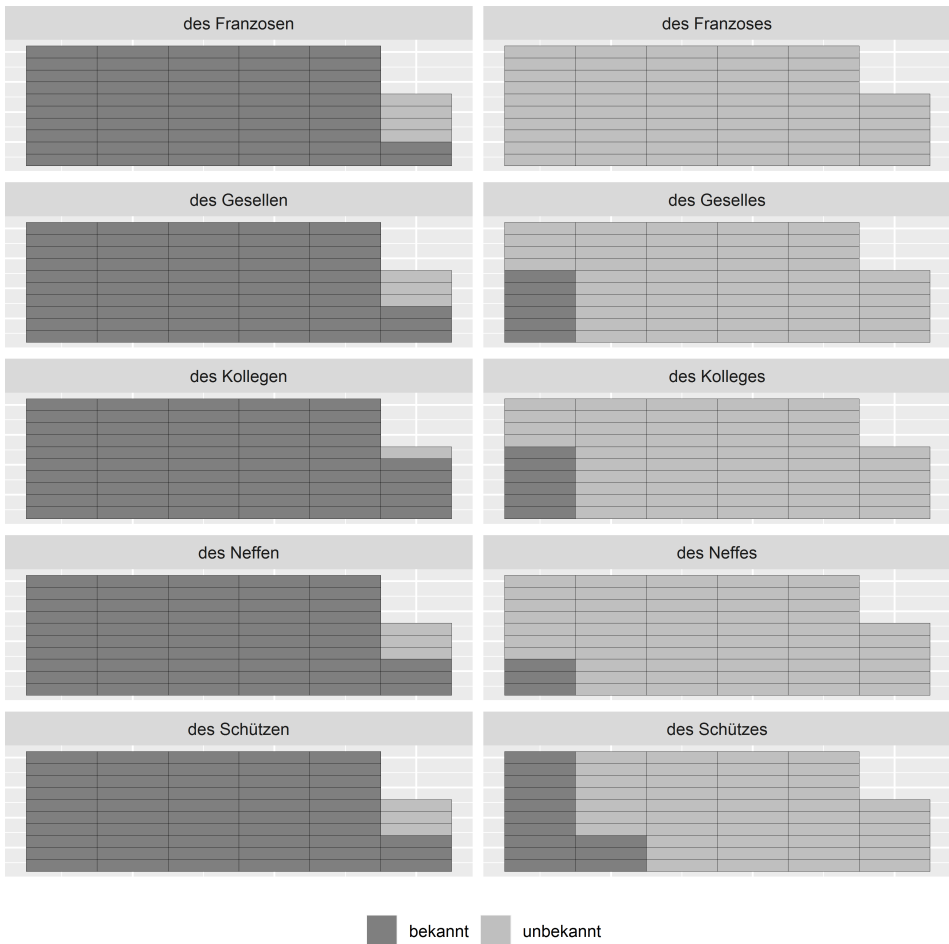 des Franzosen
des Franzoses
des Gesellen
des Geselles
des Kollegen
des Kolleges
des Neffen
des Neffes
des Schützen
des Schützes
bekannt
unbekannt